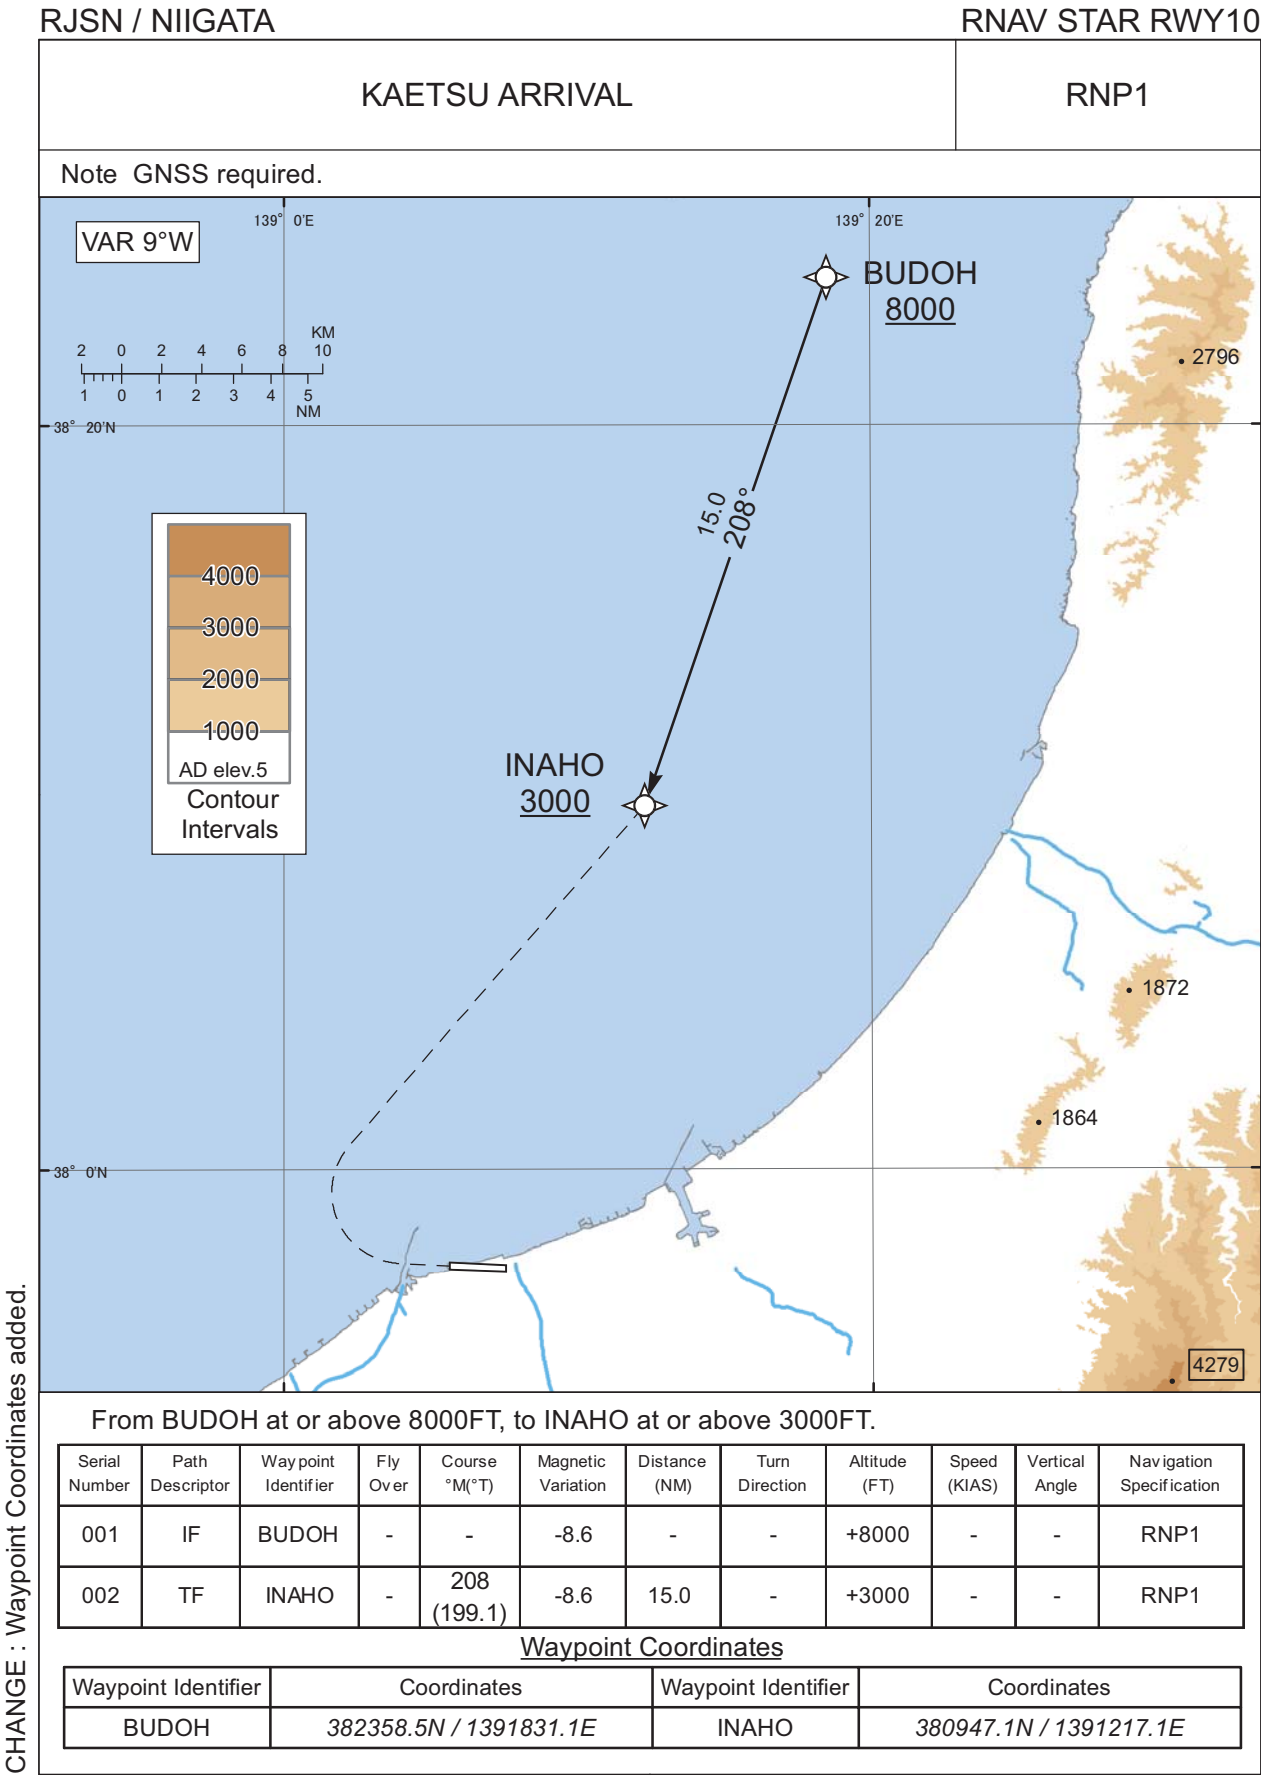 RJSN / NIIGATA
RNAV STAR RWY10
KAETSU ARRIVAL
RNP1
Note GNSS required.
139° 0'E
139° 20'E
VAR 9°W
BUDOH
8000
KM
2 0 2 4 6 8 10
1 0 1 2 3 4 5
NM
2796
38° 20'N
15.0
208°
4000
3000
2000
1000
AD elev.5
Contour
Intervals
INAHO
3000
1872
1864
38° 0'N
4279
CHANGE : Waypoint Coordinates added.
From BUDOH at or above 8000FT, to INAHO at or above 3000FT.
Serial Number Path Descriptor Waypoint Identifier Fly Over Course °M(°T) Magnetic Variation Distance (NM) Turn Direction Altitude (FT) Speed (KIAS) Vertical Angle Navigation Specification
001 IF BUDOH - - -8.6 - - +8000 - - RNP1
002 TF INAHO - 208 (199.1) -8.6 15.0 - +3000 - - RNP1
Waypoint Coordinates
Waypoint Identifier Coordinates Waypoint Identifier Coordinates
BUDOH 382358.5N / 1391831.1E INAHO 380947.1N / 1391217.1E